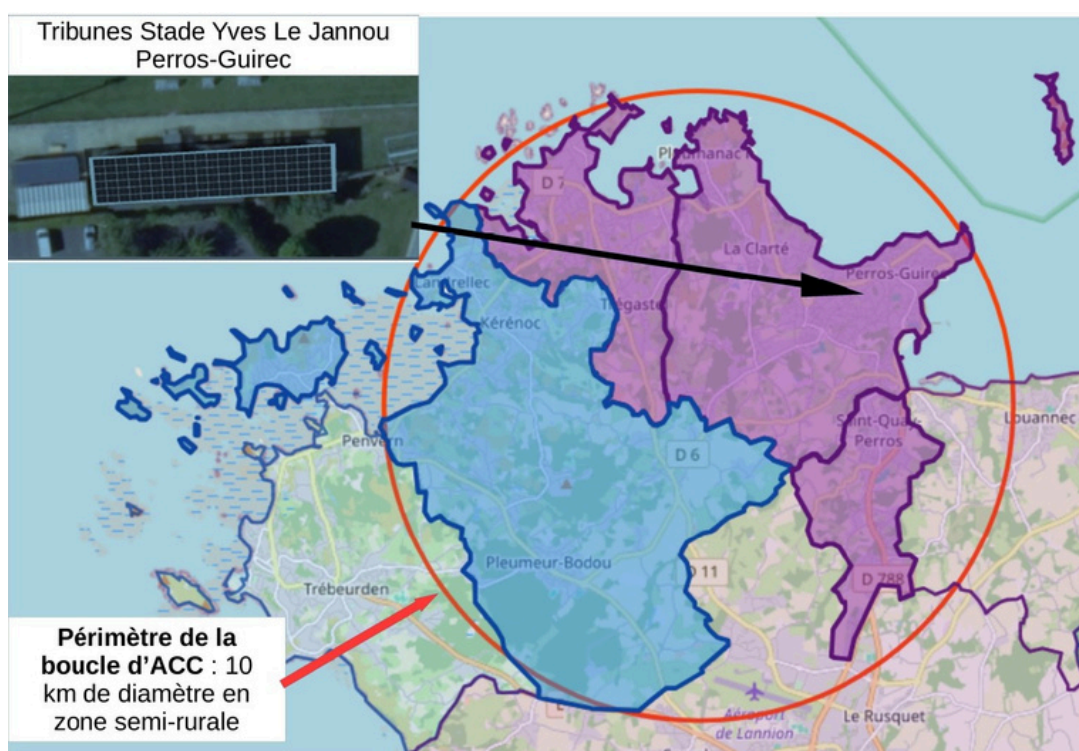 Tribunes Stade Yves Le Jannou
Perros-Guirec
D 7
La Clarté
Perros-Guirec
Landrellec
Kérénoc
Penvern
Saint-Quay-
Perros
Louannec
D 6
Pleumeur-Bodou
D 11
Trébeurden
D 788
Périmètre de la
boucle d’ACC : 10
km de diamètre en
zone semi-rurale
Aéroport
de Lannion
Le Rusquet